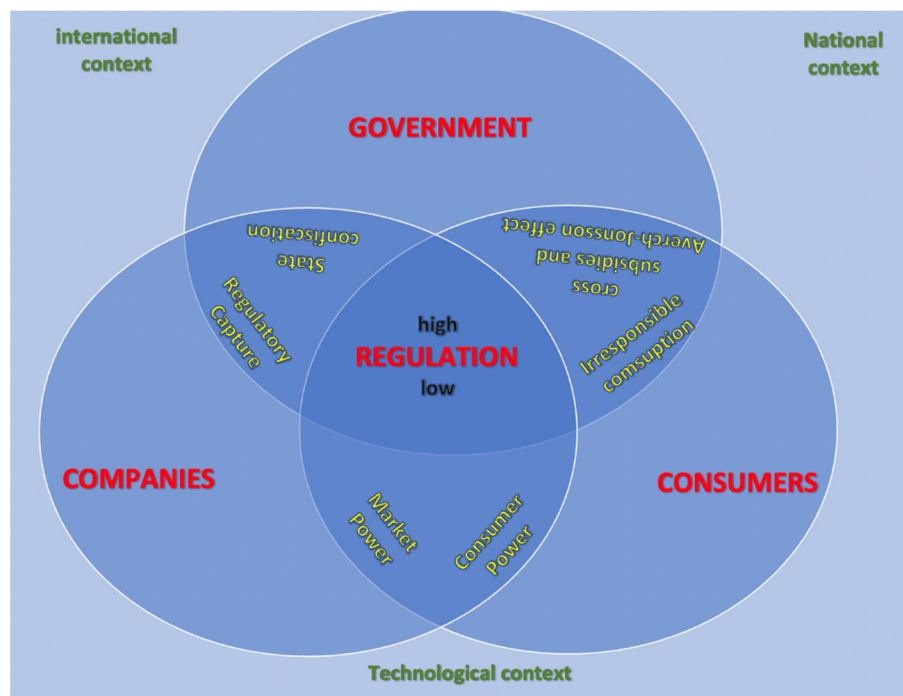 international
context
National
context
GOVERNMENT
State
confiscation
Regulatory
Capture
cross
subsidies and
Averch-Jonsson effect
Irresponsible
comsuption
high
REGULATION
low
COMPANIES
CONSUMERS
Market
Power
Consumer
Power
Technological context